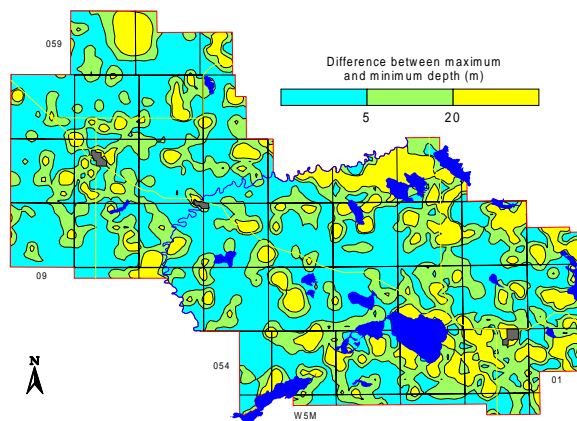 059
Difference between maximum
and minimum depth (m)
5 20
09
N
054
01
W5M